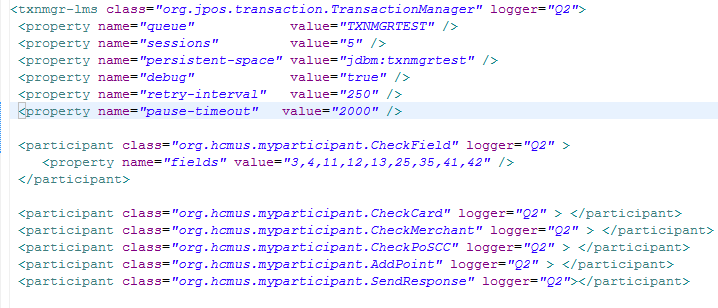 <txnmgr-lms class="org.jpos.transaction.TransactionManager" logger="Q2">
<property name="queue" value="TXNMGRTEST" />
<property name="sessions" value="5" />
<property name="persistent-space" value="jdbm:txnmgrtest" />
<property name="debug" value="true" />
<property name="retry-interval" value="250" />
<property name="pause-timeout" value="2000" />
<participant class="org.hcmus.myparticipant.CheckField" logger="Q2" >
<property name="fields" value="3,4,11,12,13,25,35,41,42" />
</participant>
<participant class="org.hcmus.myparticipant.CheckCard" logger="Q2" > </participant>
<participant class="org.hcmus.myparticipant.CheckMerchant" logger="Q2" > </participant>
<participant class="org.hcmus.myparticipant.CheckPoSCC" logger="Q2" > </participant>
<participant class="org.hcmus.myparticipant.AddPoint" logger="Q2" > </participant>
<participant class="org.hcmus.myparticipant.SendResponse" logger="Q2"></participant>